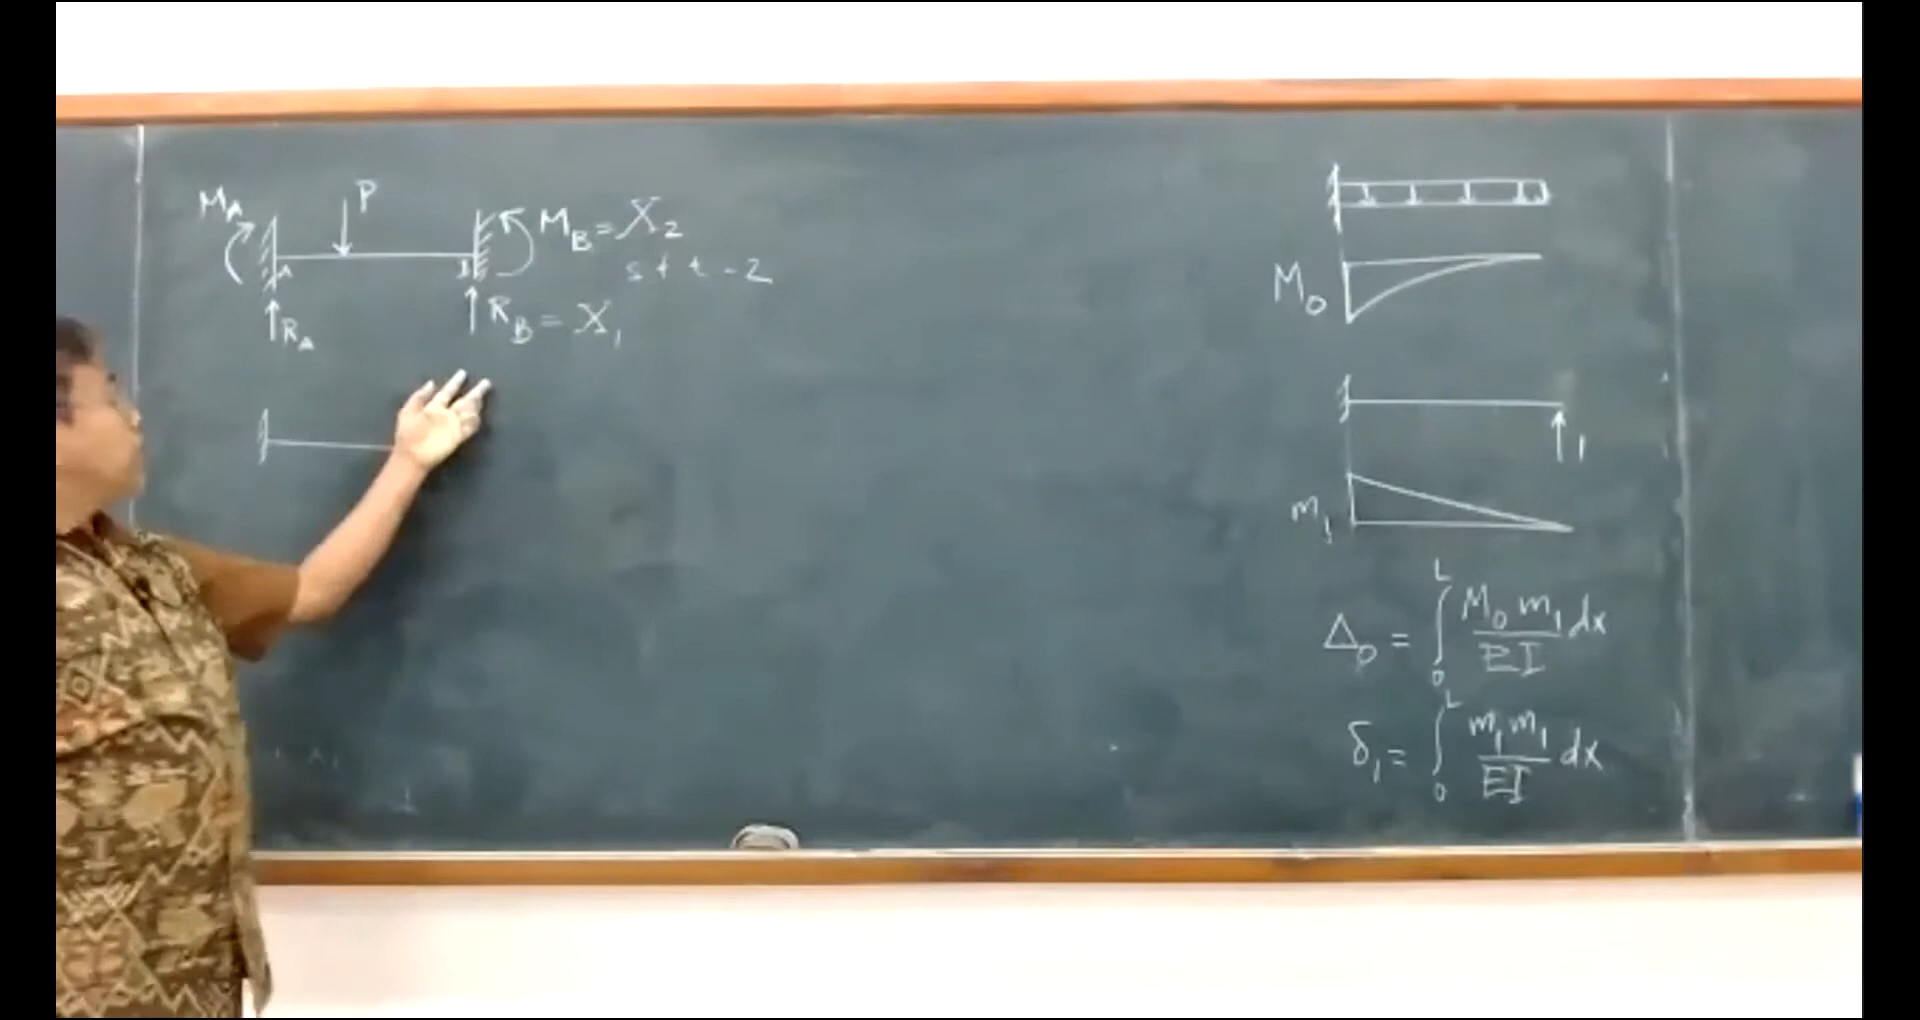 M_A
P
M_B = X_2
A
s t t - 2
R_A
R_B = X_1
M_0
1
m_1
Δ_0 = ∫_0^L M_0 m_1 / EI dx
δ_1 = ∫_0^L m_1 m_1 / EI dx